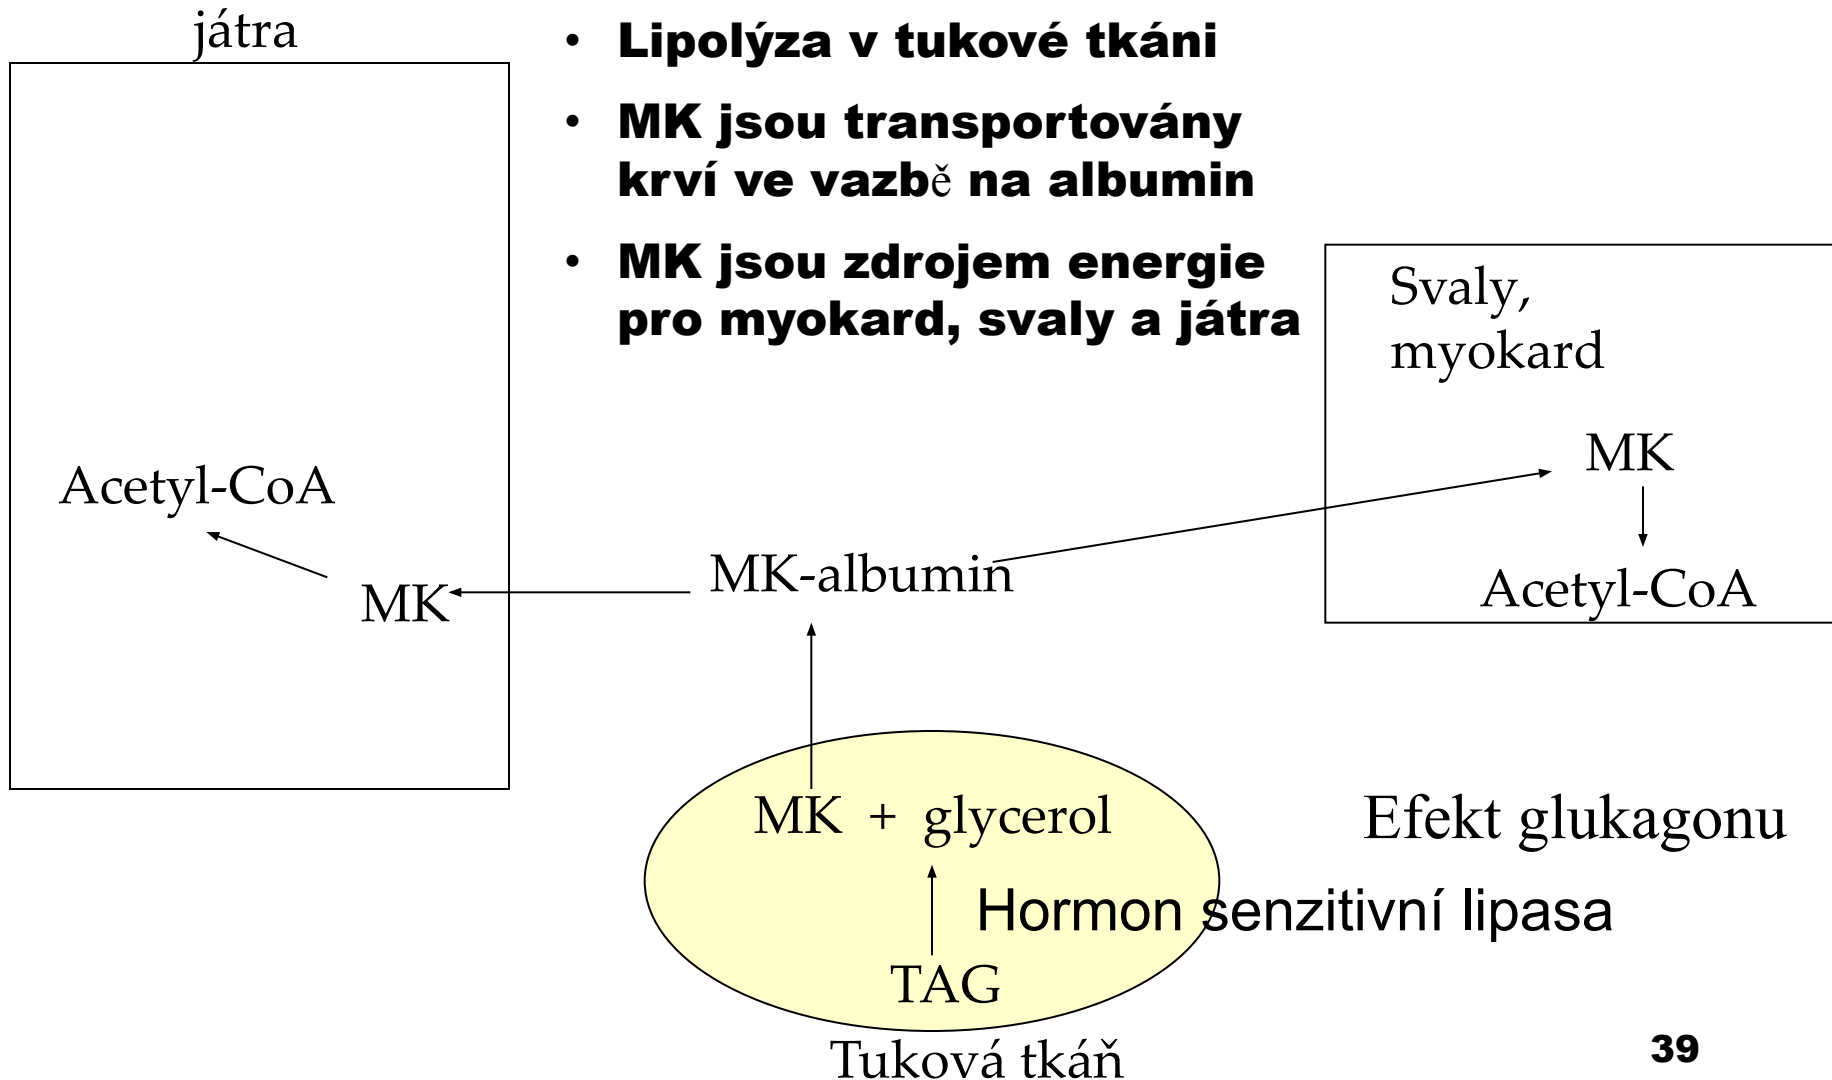 játra
• Lipolýza v tukové tkáni
• MK jsou transportovány
krví ve vazbě na albumin
• MK jsou zdrojem energie
pro myokard, svaly a játra
Svaly,
myokard
MK
Acetyl-CoA
Acetyl-CoA
MK
MK-albumin
MK + glycerol
Efekt glukagonu
Hormon senzitivní lipasa
TAG
Tuková tkáň
39